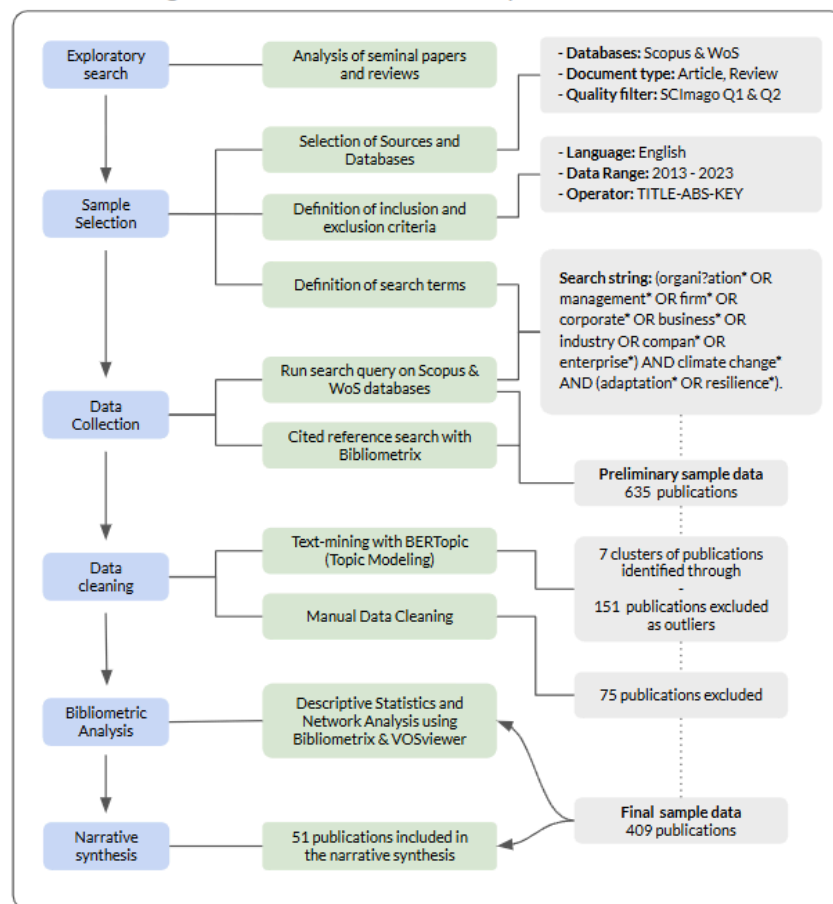 Exploratory
search
Analysis of seminal papers
and reviews
- Databases: Scopus & WoS
- Document type: Article, Review
- Quality filter: SCImago Q1 & Q2
Selection of Sources and
Databases
- Language: English
- Data Range: 2013 - 2023
- Operator: TITLE-ABS-KEY
Sample
Selection
Definition of inclusion and
exclusion criteria
Definition of search terms
Search string: (organi?ation* OR
management* OR firm* OR
corporate* OR business* OR
industry OR compan* OR
enterprise*) AND climate change*
AND (adaptation* OR resilience*).
Data
Collection
Run search query on Scopus &
WoS databases
Cited reference search with
Bibliometrix
Preliminary sample data
635 publications
Data
cleaning
Text-mining with BERTopic
(Topic Modeling)
7 clusters of publications
identified through
-
151 publications excluded
as outliers
Manual Data Cleaning
75 publications excluded
Bibliometric
Analysis
Descriptive Statistics and
Network Analysis using
Bibliometrix & VOSviewer
Final sample data
409 publications
Narrative
synthesis
51 publications included in
the narrative synthesis